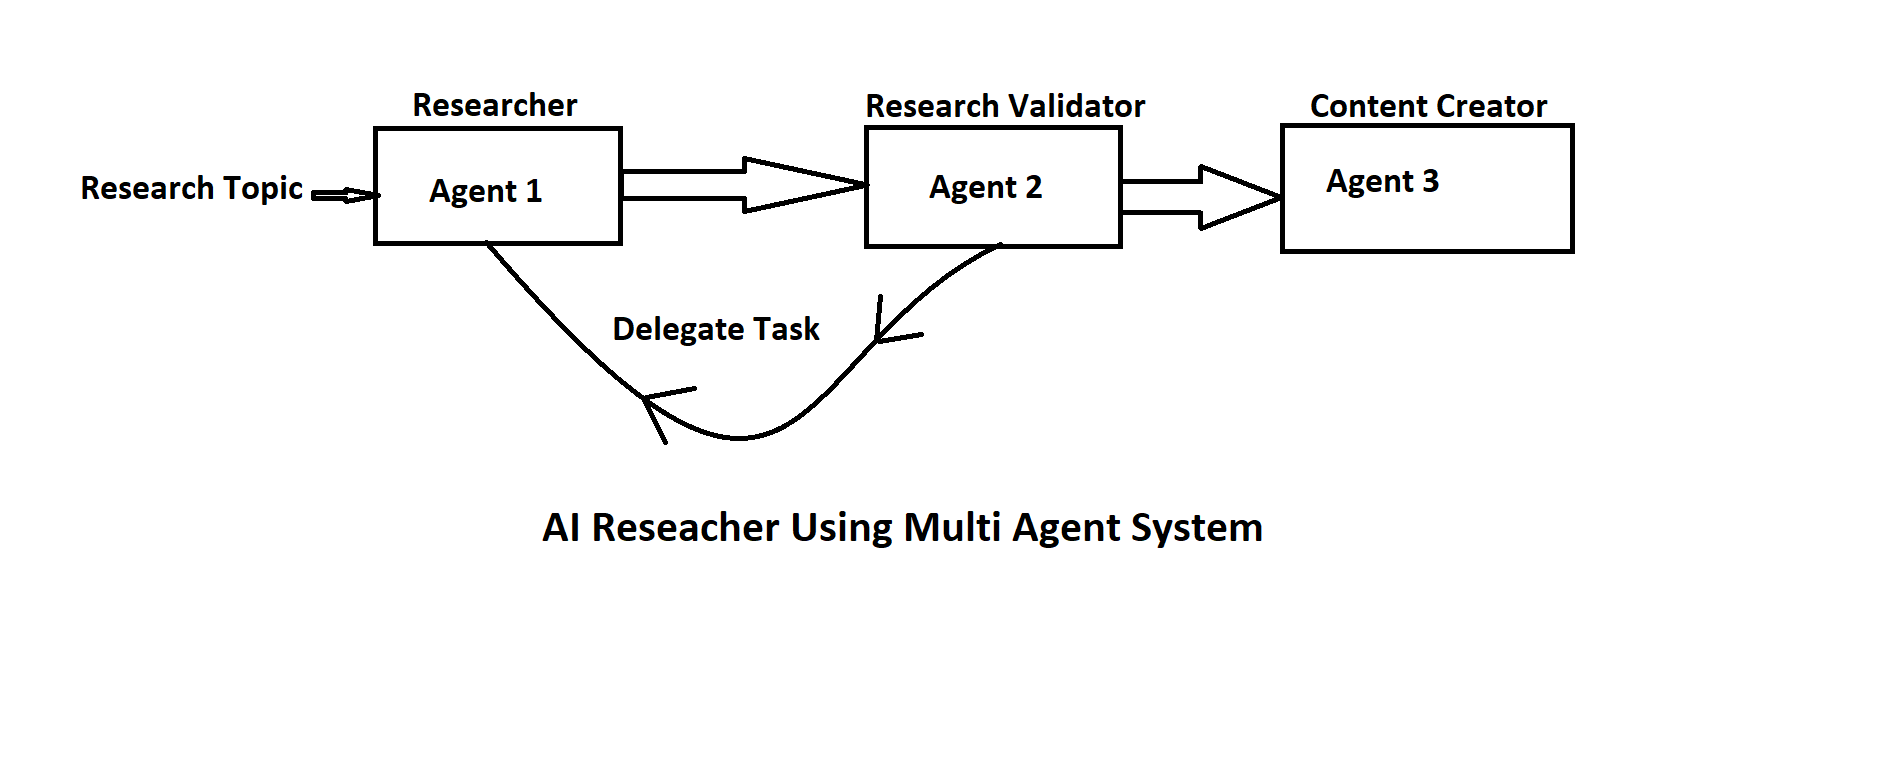 Researcher
Research Validator
Content Creator
Research Topic
Agent 1
Agent 2
Agent 3
Delegate Task
AI Reseacher Using Multi Agent System